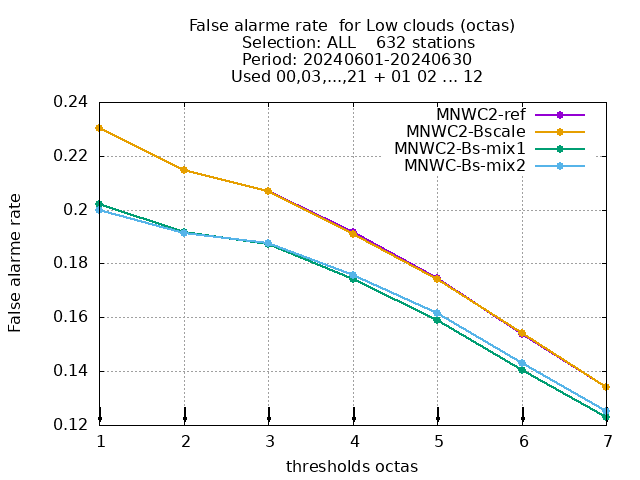 False alarme rate  for Low clouds (octas)
Selection: ALL    632 stations
Period: 20240601-20240630
Used 00,03,...,21 + 01 02 ... 12
MNWC2-ref
MNWC2-Bscale
MNWC2-Bs-mix1
MNWC-Bs-mix2
False alarme rate
0.24
0.22
0.2
0.18
0.16
0.14
0.12
1 2 3 4 5 6 7
thresholds octas